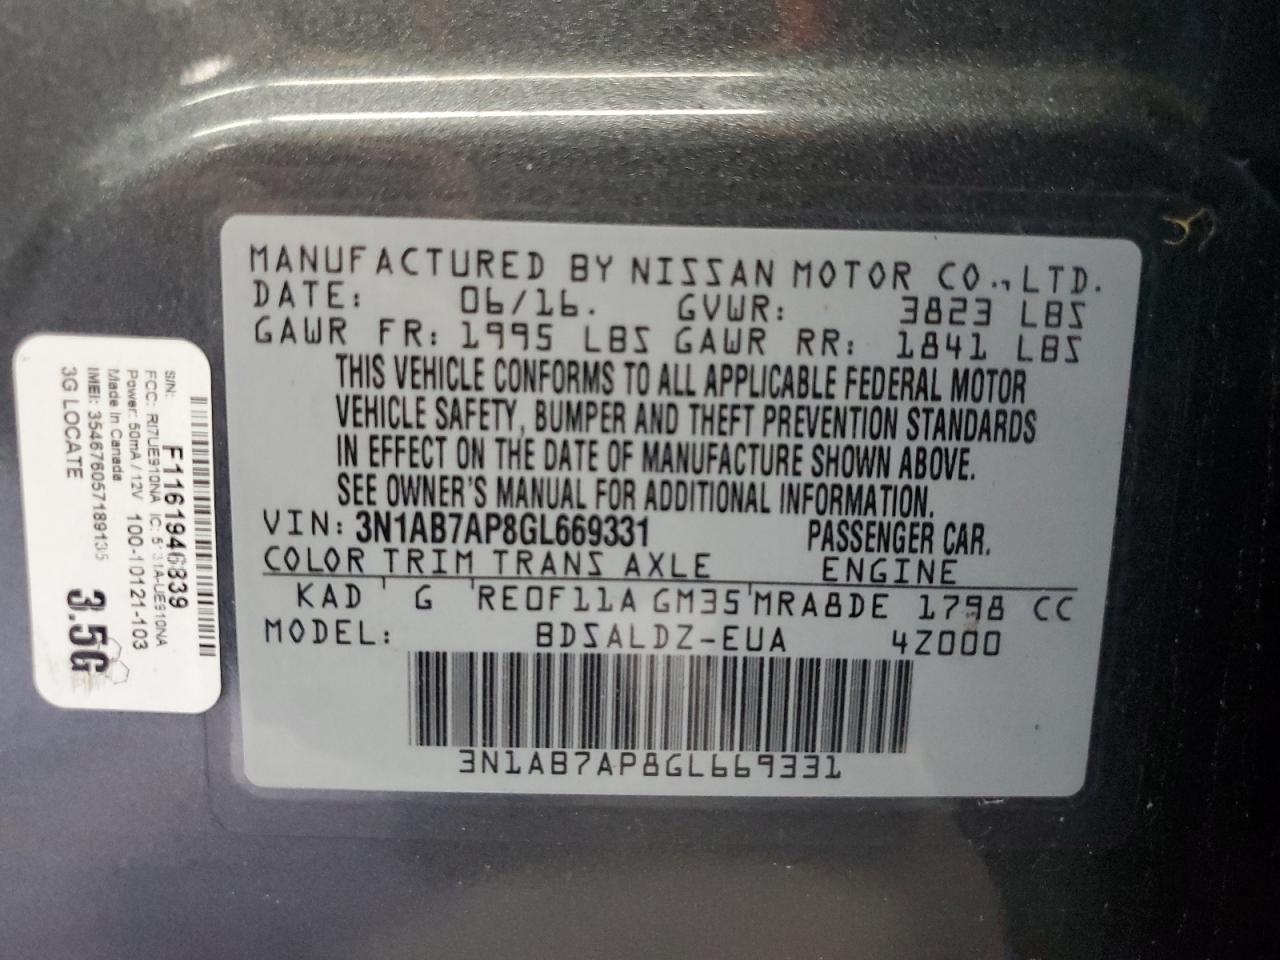 MANUFACTURED BY NISSAN MOTOR CO., LTD.
DATE: 06/16. GVWR: 3823 LBS
GAWR FR: 1995 LBS GAWR RR: 1841 LBS
THIS VEHICLE CONFORMS TO ALL APPLICABLE FEDERAL MOTOR
VEHICLE SAFETY, BUMPER AND THEFT PREVENTION STANDARDS
IN EFFECT ON THE DATE OF MANUFACTURE SHOWN ABOVE.
SEE OWNER'S MANUAL FOR ADDITIONAL INFORMATION.
VIN: 3N1AB7AP8GL669331 PASSENGER CAR.
COLOR TRIM TRANS AXLE ENGINE
KAD G RE0F11A GM35 MRA8DE 1798 CC
MODEL: BDSALDZ-EUA 4Z000
3N1AB7AP8GL669331
S/N: F1161946839
FCC: RI7UE910NA IC: 5131A-UE910NA
Power: 50mA / 12V 100-10121-103
Made in Canada
IMEI: 354676057189135
3G LOCATE 3.5G